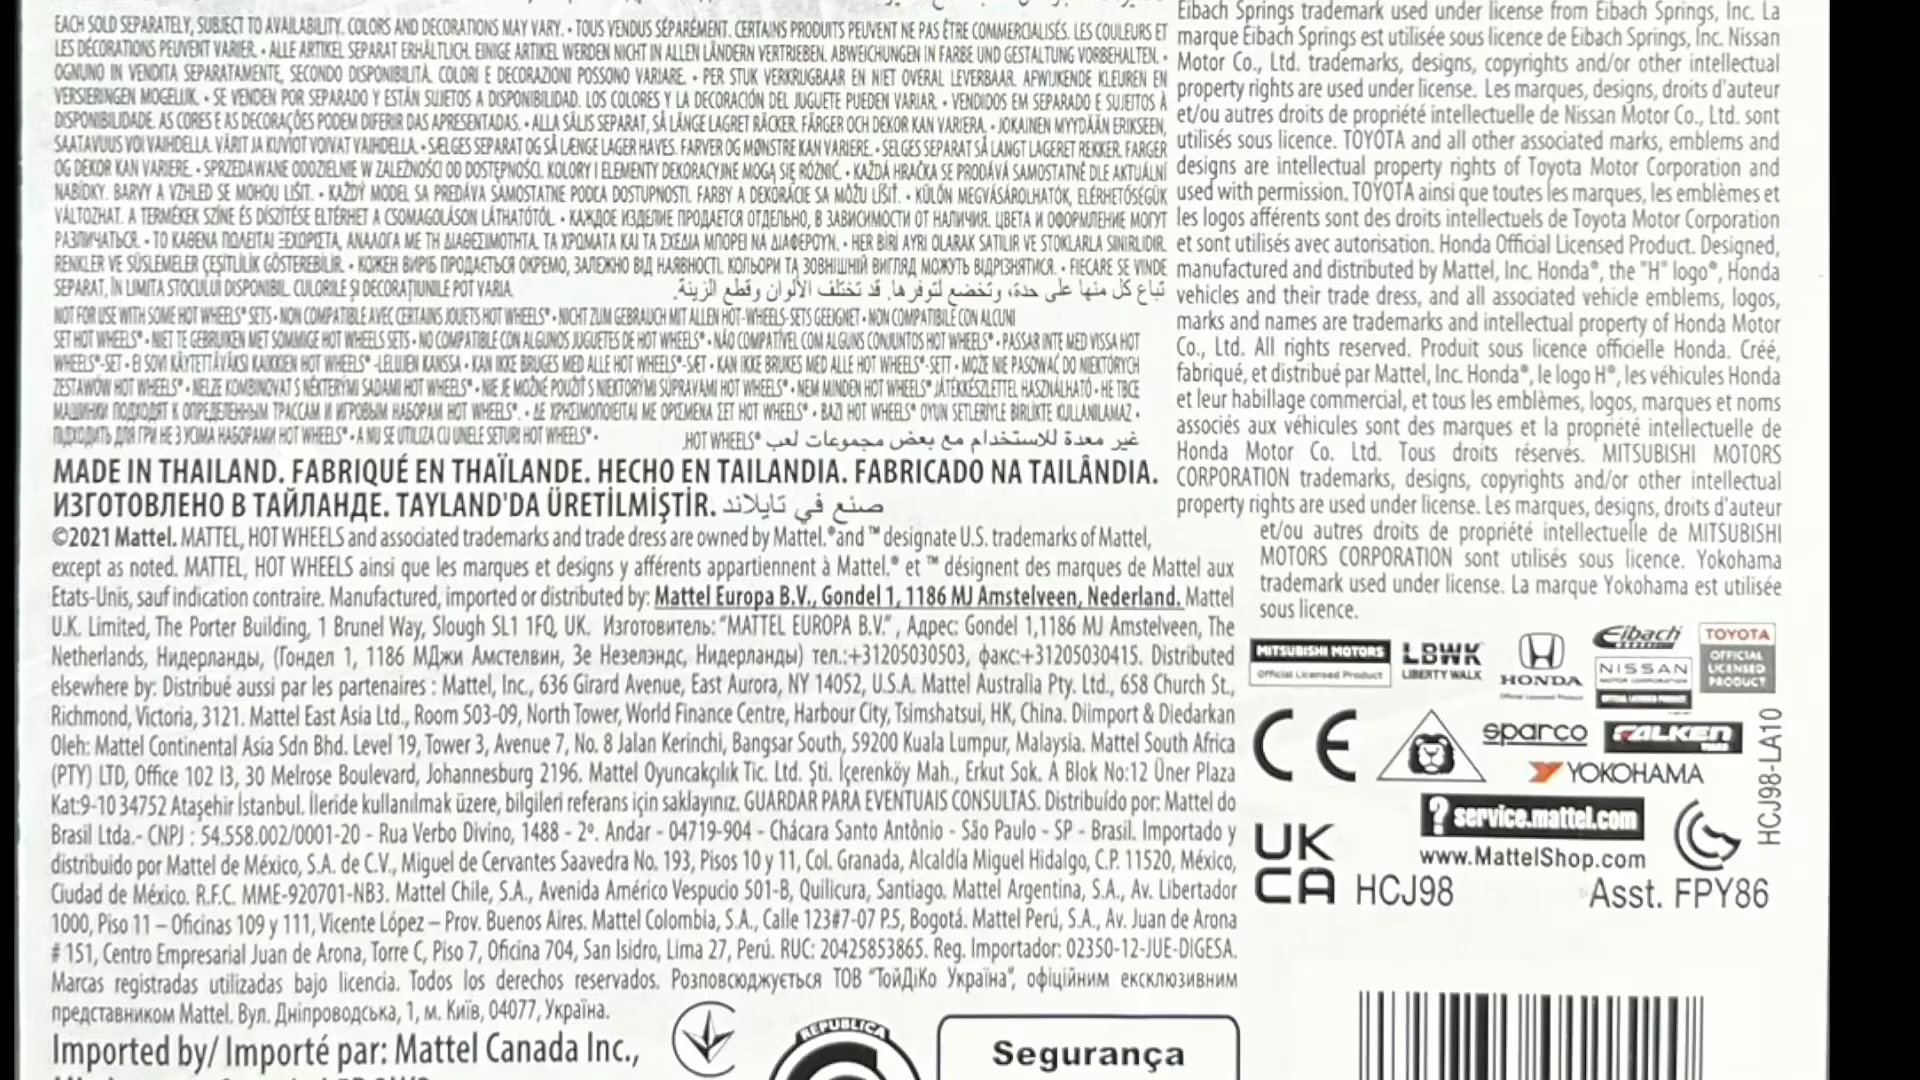 EACH SOLD SEPARATELY, SUBJECT TO AVAILABILITY. COLORS AND DECORATIONS MAY VARY. • TOUS VENDUS SÉPARÉMENT. CERTAINS PRODUITS PEUVENT NE PAS ÊTRE COMMERCIALISÉS. LES COULEURS ET
LES DÉCORATIONS PEUVENT VARIER. • ALLE ARTIKEL SEPARAT ERHÄLTLICH. EINIGE ARTIKEL WERDEN NICHT IN ALLEN LÄNDERN VERTRIEBEN. ABWEICHUNGEN IN FARBE UND GESTALTUNG VORBEHALTEN. •
OGNUNO IN VENDITA SEPARATAMENTE, SECONDO DISPONIBILITÀ. COLORI E DECORAZIONI POSSONO VARIARE. • PER STUK VERKRIJGBAAR EN NIET OVERAL LEVERBAAR. AFWIJKENDE KLEUREN EN
VERSIERINGEN MOGELIJK. • SE VENDEN POR SEPARADO Y ESTÁN SUJETOS A DISPONIBILIDAD. LOS COLORES Y LA DECORACIÓN DEL JUGUETE PUEDEN VARIAR. • VENDIDOS EM SEPARADO E SUJEITOS À
DISPONIBILIDADE. AS CORES E AS DECORAÇÕES PODEM DIFERIR DAS APRESENTADAS. • ALLA SÄLJS SEPARAT, SÅ LÄNGE LAGRET RÄCKER. FÄRGER OCH DEKOR KAN VARIERA. • JOKAINEN MYYDÄÄN ERIKSEEN,
SAATAVUUS VOI VAIHDELLA. VÄRIT JA KUVIOT VOIVAT VAIHDELLA. • SÆLGES SEPARAT OG SÅ LÆNGE LAGER HAVES. FARVER OG MØNSTRE KAN VARIERE. • SELGES SEPARAT SÅ LANGT LAGERET REKKER. FARGER
OG DEKOR KAN VARIERE. • SPRZEDAWANE ODDZIELNIE W ZALEŻNOŚCI OD DOSTĘPNOŚCI. KOLORY I ELEMENTY DEKORACYJNE MOGĄ SIĘ RÓŻNIĆ. • KAŽDÁ HRAČKA SE PRODÁVÁ SAMOSTATNĚ DLE AKTUÁLNÍ
NABÍDKY. BARVY A VZHLED SE MOHOU LIŠIT. • KAŽDÝ MODEL SA PREDÁVA SAMOSTATNE PODĽA DOSTUPNOSTI. FARBY A DEKORÁCIE SA MÔŽU LÍŠIŤ. • KÜLÖN MEGVÁSÁROLHATÓK, ELÉRHETŐSÉGÜK
VÁLTOZHAT. A TERMÉKEK SZÍNE ÉS DÍSZÍTÉSE ELTÉRHET A CSOMAGOLÁSON LÁTHATÓTÓL. • КАЖДОЕ ИЗДЕЛИЕ ПРОДАЕТСЯ ОТДЕЛЬНО, В ЗАВИСИМОСТИ ОТ НАЛИЧИЯ. ЦВЕТА И ОФОРМЛЕНИЕ МОГУТ
РАЗЛИЧАТЬСЯ. • ΤΟ ΚΑΘΕΝΑ ΠΩΛΕΙΤΑΙ ΞΕΧΩΡΙΣΤΑ, ΑΝΑΛΟΓΑ ΜΕ ΤΗ ΔΙΑΘΕΣΙΜΟΤΗΤΑ. ΤΑ ΧΡΩΜΑΤΑ ΚΑΙ ΤΑ ΣΧΕΔΙΑ ΜΠΟΡΕΙ ΝΑ ΔΙΑΦΕΡΟΥΝ. • HER BİRİ AYRI OLARAK SATILIR VE STOKLARLA SINIRLIDIR.
RENKLER VE SÜSLEMELER ÇEŞİTLİLİK GÖSTEREBİLİR. • КОЖЕН ВИРІБ ПРОДАЄТЬСЯ ОКРЕМО, ЗАЛЕЖНО ВІД НАЯВНОСТІ. КОЛЬОРИ ТА ЗОВНІШНІЙ ВИГЛЯД МОЖУТЬ ВІДРІЗНЯТИСЯ. • FIECARE SE VINDE
SEPARAT, ÎN LIMITA STOCULUI DISPONIBIL. CULORILE ȘI DECORAȚIUNILE POT VARIA.
تباع كل منها على حدة، وتخضع لتوفرها. قد تختلف الألوان وقطع الزينة.
NOT FOR USE WITH SOME HOT WHEELS® SETS • NON COMPATIBLE AVEC CERTAINS JOUETS HOT WHEELS® • NICHT ZUM GEBRAUCH MIT ALLEN HOT-WHEELS-SETS GEEIGNET • NON COMPATIBILE CON ALCUNI
SET HOT WHEELS® • NIET TE GEBRUIKEN MET SOMMIGE HOT WHEELS SETS • NO COMPATIBLE CON ALGUNOS JUGUETES DE HOT WHEELS® • NÃO COMPATÍVEL COM ALGUNS CONJUNTOS HOT WHEELS® • PASSAR INTE MED VISSA HOT
WHEELS®-SET • EI SOVI KÄYTETTÄVÄKSI KAIKKIEN HOT WHEELS® -LELUJEN KANSSA • KAN IKKE BRUGES MED ALLE HOT WHEELS®-SÆT • KAN IKKE BRUKES MED ALLE HOT WHEELS®-SETT • MOŻE NIE PASOWAĆ DO NIEKTÓRYCH
ZESTAWÓW HOT WHEELS® • NELZE KOMBINOVAT S NĚKTERÝMI SADAMI HOT WHEELS® • NIE JE MOŽNÉ POUŽIŤ S NIEKTORÝMI SÚPRAVAMI HOT WHEELS® • NEM MINDEN HOT WHEELS® JÁTÉKKÉSZLETTEL HASZNÁLHATÓ • НЕ ВСЕ
МАШИНКИ ПОДХОДЯТ К ОПРЕДЕЛЕННЫМ ТРАССАМ И ИГРОВЫМ НАБОРАМ HOT WHEELS®. • ΔΕ ΧΡΗΣΙΜΟΠΟΙΕΙΤΑΙ ΜΕ ΟΡΙΣΜΕΝΑ ΣΕΤ HOT WHEELS® • BAZI HOT WHEELS® OYUN SETLERİYLE BİRLİKTE KULLANILAMAZ •
ПІДХОДИТЬ ДЛЯ ГРИ НЕ З УСІМА НАБОРАМИ HOT WHEELS® • A NU SE UTILIZA CU UNELE SETURI HOT WHEELS® •
غير معدة للاستخدام مع بعض مجموعات لعب HOT WHEELS®.
MADE IN THAILAND. FABRIQUÉ EN THAÏLANDE. HECHO EN TAILANDIA. FABRICADO NA TAILÂNDIA.
ИЗГОТОВЛЕНО В ТАЙЛАНДЕ. TAYLAND'DA ÜRETİLMİŞTİR. صنع في تايلاند
©2021 Mattel. MATTEL, HOT WHEELS and associated trademarks and trade dress are owned by Mattel.® and ™ designate U.S. trademarks of Mattel,
except as noted. MATTEL, HOT WHEELS ainsi que les marques et designs y afférents appartiennent à Mattel.® et ™ désignent des marques de Mattel aux
Etats-Unis, sauf indication contraire. Manufactured, imported or distributed by: Mattel Europa B.V., Gondel 1, 1186 MJ Amstelveen, Nederland. Mattel
U.K. Limited, The Porter Building, 1 Brunel Way, Slough SL1 1FQ, UK. Изготовитель: "MATTEL EUROPA B.V." , Адрес: Gondel 1,1186 MJ Amstelveen, The
Netherlands, Нидерланды, (Гондел 1, 1186 МДжи Амстелвин, Зе Незелэндс, Нидерланды) тел.:+31205030503, факс:+31205030415. Distributed
elsewhere by: Distribué aussi par les partenaires : Mattel, Inc., 636 Girard Avenue, East Aurora, NY 14052, U.S.A. Mattel Australia Pty. Ltd., 658 Church St.,
Richmond, Victoria, 3121. Mattel East Asia Ltd., Room 503-09, North Tower, World Finance Centre, Harbour City, Tsimshatsui, HK, China. Diimport & Diedarkan
Oleh: Mattel Continental Asia Sdn Bhd. Level 19, Tower 3, Avenue 7, No. 8 Jalan Kerinchi, Bangsar South, 59200 Kuala Lumpur, Malaysia. Mattel South Africa
(PTY) LTD, Office 102 I3, 30 Melrose Boulevard, Johannesburg 2196. Mattel Oyuncakçılık Tic. Ltd. Şti. İçerenköy Mah., Erkut Sok. A Blok No:12 Üner Plaza
Kat:9-10 34752 Ataşehir İstanbul. İleride kullanılmak üzere, bilgileri referans için saklayınız. GUARDAR PARA EVENTUAIS CONSULTAS. Distribuído por: Mattel do
Brasil Ltda.- CNPJ : 54.558.002/0001-20 - Rua Verbo Divino, 1488 - 2º. Andar - 04719-904 - Chácara Santo Antônio - São Paulo - SP - Brasil. Importado y
distribuido por Mattel de México, S.A. de C.V., Miguel de Cervantes Saavedra No. 193, Pisos 10 y 11, Col. Granada, Alcaldía Miguel Hidalgo, C.P. 11520, México,
Ciudad de México. R.F.C. MME-920701-NB3. Mattel Chile, S.A., Avenida Américo Vespucio 501-B, Quilicura, Santiago. Mattel Argentina, S.A., Av. Libertador
1000, Piso 11 – Oficinas 109 y 111, Vicente López – Prov. Buenos Aires. Mattel Colombia, S.A., Calle 123#7-07 P.5, Bogotá. Mattel Perú, S.A., Av. Juan de Arona
# 151, Centro Empresarial Juan de Arona, Torre C, Piso 7, Oficina 704, San Isidro, Lima 27, Perú. RUC: 20425853865. Reg. Importador: 02350-12-JUE-DIGESA.
Marcas registradas utilizadas bajo licencia. Todos los derechos reservados. Розповсюджується ТОВ "ТойДіКо Україна", офіційним ексклюзивним
представником Mattel. Вул. Дніпроводська, 1, м. Київ, 04077, Україна.
Imported by/ Importé par: Mattel Canada Inc.,
REPUBLICA
Segurança
Eibach Springs trademark used under license from Eibach Springs, Inc. La
marque Eibach Springs est utilisée sous licence de Eibach Springs, Inc. Nissan
Motor Co., Ltd. trademarks, designs, copyrights and/or other intellectual
property rights are used under license. Les marques, designs, droits d'auteur
et/ou autres droits de propriété intellectuelle de Nissan Motor Co., Ltd. sont
utilisés sous licence. TOYOTA and all other associated marks, emblems and
designs are intellectual property rights of Toyota Motor Corporation and
used with permission. TOYOTA ainsi que toutes les marques, les emblèmes et
les logos afférents sont des droits intellectuels de Toyota Motor Corporation
et sont utilisés avec autorisation. Honda Official Licensed Product. Designed,
manufactured and distributed by Mattel, Inc. Honda®, the "H" logo®, Honda
vehicles and their trade dress, and all associated vehicle emblems, logos,
marks and names are trademarks and intellectual property of Honda Motor
Co., Ltd. All rights reserved. Produit sous licence officielle Honda. Créé,
fabriqué, et distribué par Mattel, Inc. Honda®, le logo H®, les véhicules Honda
et leur habillage commercial, et tous les emblèmes, logos, marques et noms
associés aux véhicules sont des marques et la propriété intellectuelle de
Honda Motor Co. Ltd. Tous droits réservés. MITSUBISHI MOTORS
CORPORATION trademarks, designs, copyrights and/or other intellectual
property rights are used under license. Les marques, designs, droits d'auteur
et/ou autres droits de propriété intellectuelle de MITSUBISHI
MOTORS CORPORATION sont utilisés sous licence. Yokohama
trademark used under license. La marque Yokohama est utilisée
sous licence.
MITSUBISHI MOTORS
Official Licensed Product
LBWK
LIBERTY WALK
HONDA
Eibach
NISSAN
TOYOTA
OFFICIAL
LICENSED
PRODUCT
CE
sparco
FALKEN
YOKOHAMA
? service.mattel.com
www.MattelShop.com
UK
CA
HCJ98
Asst. FPY86
HCJ98-LA10